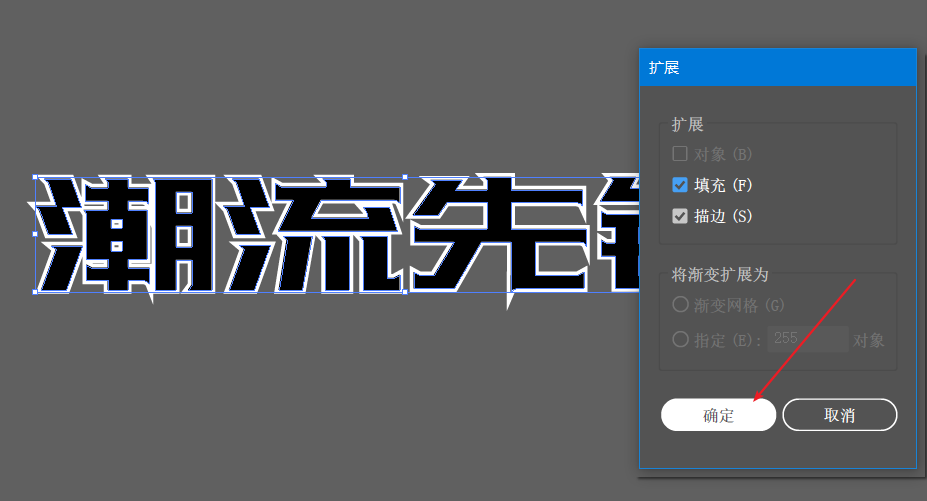 扩展
扩展
对象 (B)
填充 (F)
描边 (S)
潮流先
将渐变扩展为
渐变网格 (G)
指定 (E): 255 对象
确定 取消